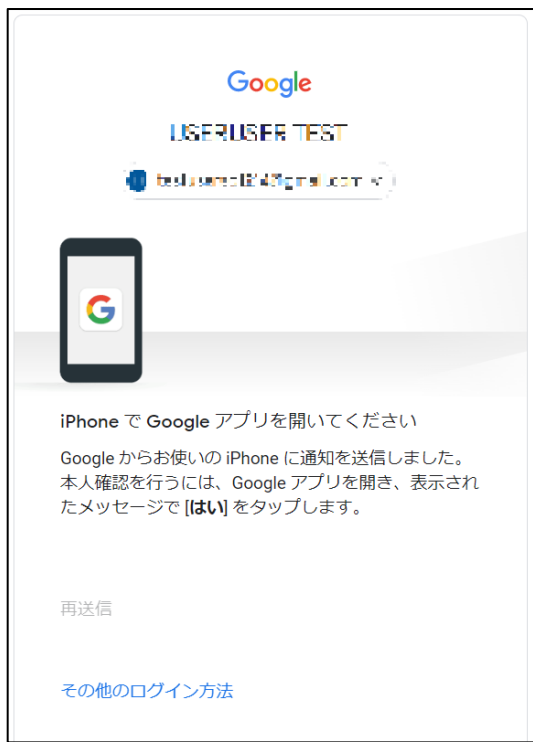 Google
USERUSER TEST
iPhone で Google アプリを開いてください
Google からお使いの iPhone に通知を送信しました。
本人確認を行うには、Google アプリを開き、表示され
たメッセージで [はい] をタップします。
再送信
その他のログイン方法